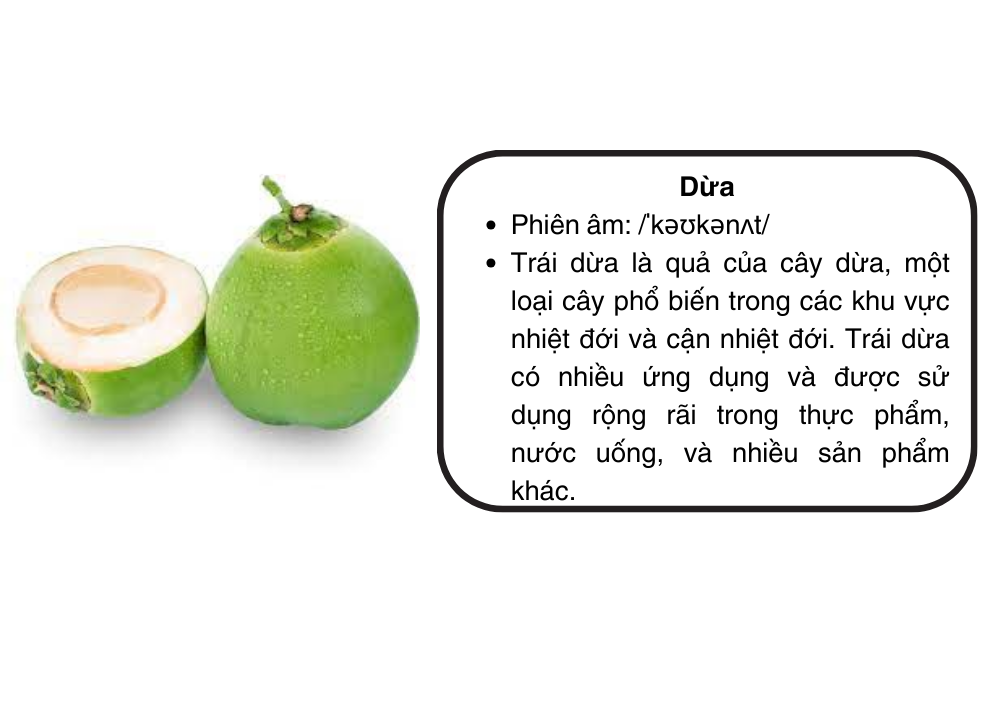 Dừa
• Phiên âm: /ˈkəʊkənʌt/
• Trái dừa là quả của cây dừa, một
loại cây phổ biến trong các khu vực
nhiệt đới và cận nhiệt đới. Trái dừa
có nhiều ứng dụng và được sử
dụng rộng rãi trong thực phẩm,
nước uống, và nhiều sản phẩm
khác.